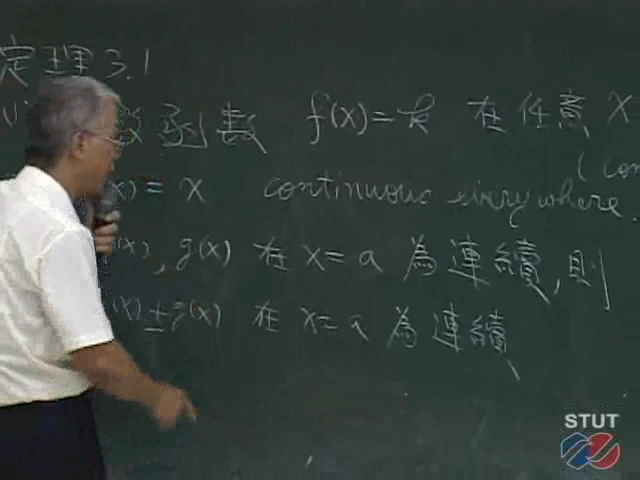 定理3.1
數函數 f(x)=k 在任意 x
(con
(x) = x continuous everywhere.
(x), g(x) 在 x=a 為連續,則
(x)±g(x) 在 x=a 為連續、
STUT